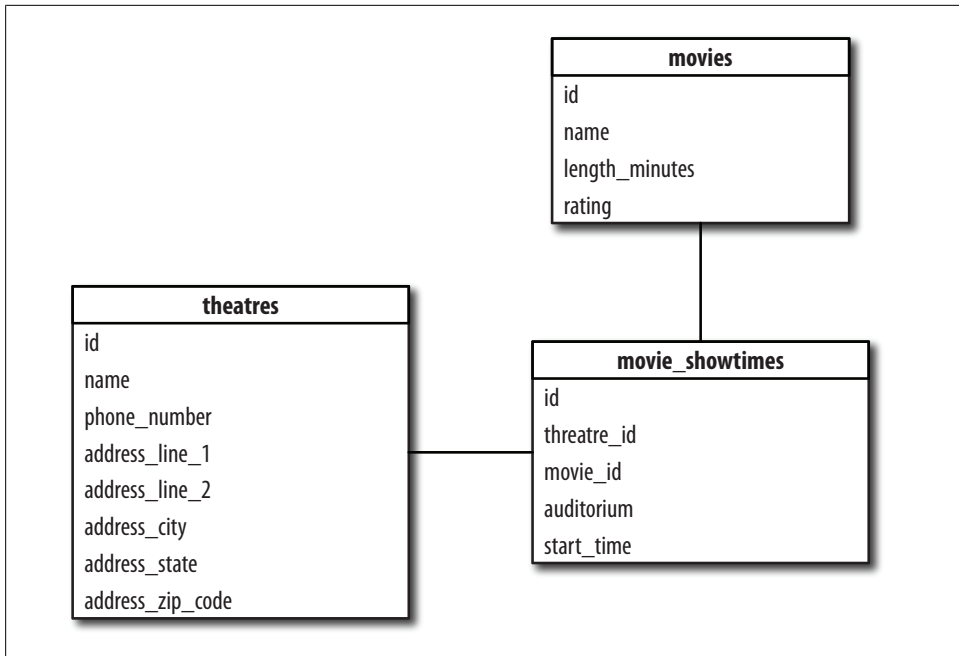 movies
id
name
length_minutes
rating
theatres
id
name
phone_number
address_line_1
address_line_2
address_city
address_state
address_zip_code
movie_showtimes
id
threatre_id
movie_id
auditorium
start_time